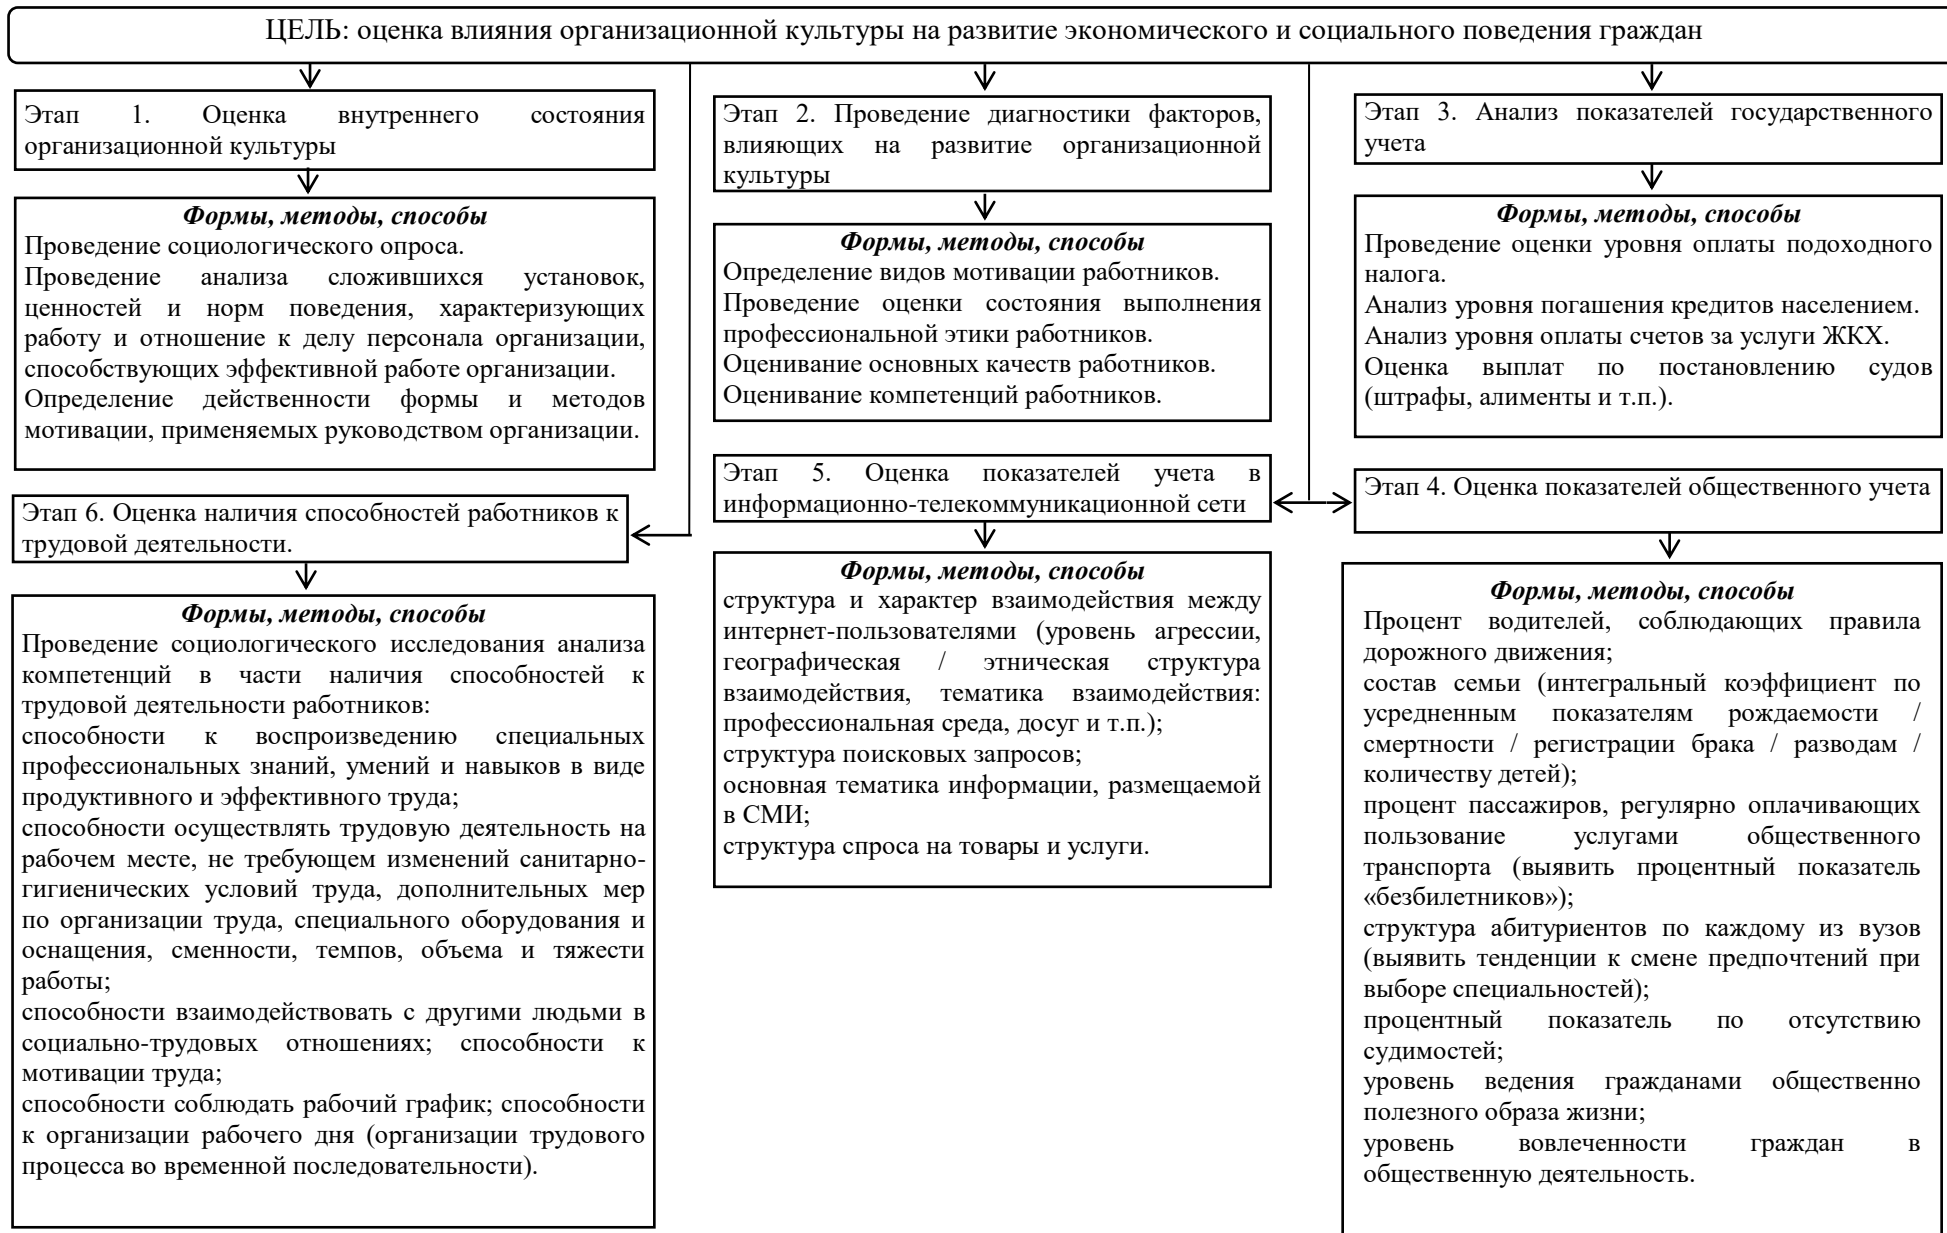 ЦЕЛЬ: оценка влияния организационной культуры на развитие экономического и социального поведения граждан
Этап 1. Оценка внутреннего состояния
организационной культуры
Формы, методы, способы
Проведение социологического опроса.
Проведение анализа сложившихся установок,
ценностей и норм поведения, характеризующих
работу и отношение к делу персонала организации,
способствующих эффективной работе организации.
Определение действенности формы и методов
мотивации, применяемых руководством организации.
Этап 2. Проведение диагностики факторов,
влияющих на развитие организационной
культуры
Формы, методы, способы
Определение видов мотивации работников.
Проведение оценки состояния выполнения
профессиональной этики работников.
Оценивание основных качеств работников.
Оценивание компетенций работников.
Этап 3. Анализ показателей государственного
учета
Формы, методы, способы
Проведение оценки уровня оплаты подоходного
налога.
Анализ уровня погашения кредитов населением.
Анализ уровня оплаты счетов за услуги ЖКХ.
Оценка выплат по постановлению судов
(штрафы, алименты и т.п.).
Этап 4. Оценка показателей общественного учета
Формы, методы, способы
Процент водителей, соблюдающих правила
дорожного движения;
состав семьи (интегральный коэффициент по
усредненным показателям рождаемости /
смертности / регистрации брака / разводам /
количеству детей);
процент пассажиров, регулярно оплачивающих
пользование услугами общественного
транспорта (выявить процентный показатель
«безбилетников»);
структура абитуриентов по каждому из вузов
(выявить тенденции к смене предпочтений при
выборе специальностей);
процентный показатель по отсутствию
судимостей;
уровень ведения гражданами общественно
полезного образа жизни;
уровень вовлеченности граждан в
общественную деятельность.
Этап 5. Оценка показателей учета в
информационно-телекоммуникационной сети
Формы, методы, способы
структура и характер взаимодействия между
интернет-пользователями (уровень агрессии,
географическая / этническая структура
взаимодействия, тематика взаимодействия:
профессиональная среда, досуг и т.п.);
структура поисковых запросов;
основная тематика информации, размещаемой
в СМИ;
структура спроса на товары и услуги.
Этап 6. Оценка наличия способностей работников к
трудовой деятельности.
Формы, методы, способы
Проведение социологического исследования анализа
компетенций в части наличия способностей к
трудовой деятельности работников:
способности к воспроизведению специальных
профессиональных знаний, умений и навыков в виде
продуктивного и эффективного труда;
способности осуществлять трудовую деятельность на
рабочем месте, не требующем изменений санитарно-
гигиенических условий труда, дополнительных мер
по организации труда, специального оборудования и
оснащения, сменности, темпов, объема и тяжести
работы;
способности взаимодействовать с другими людьми в
социально-трудовых отношениях; способности к
мотивации труда;
способности соблюдать рабочий график; способности
к организации рабочего дня (организации трудового
процесса во временной последовательности).